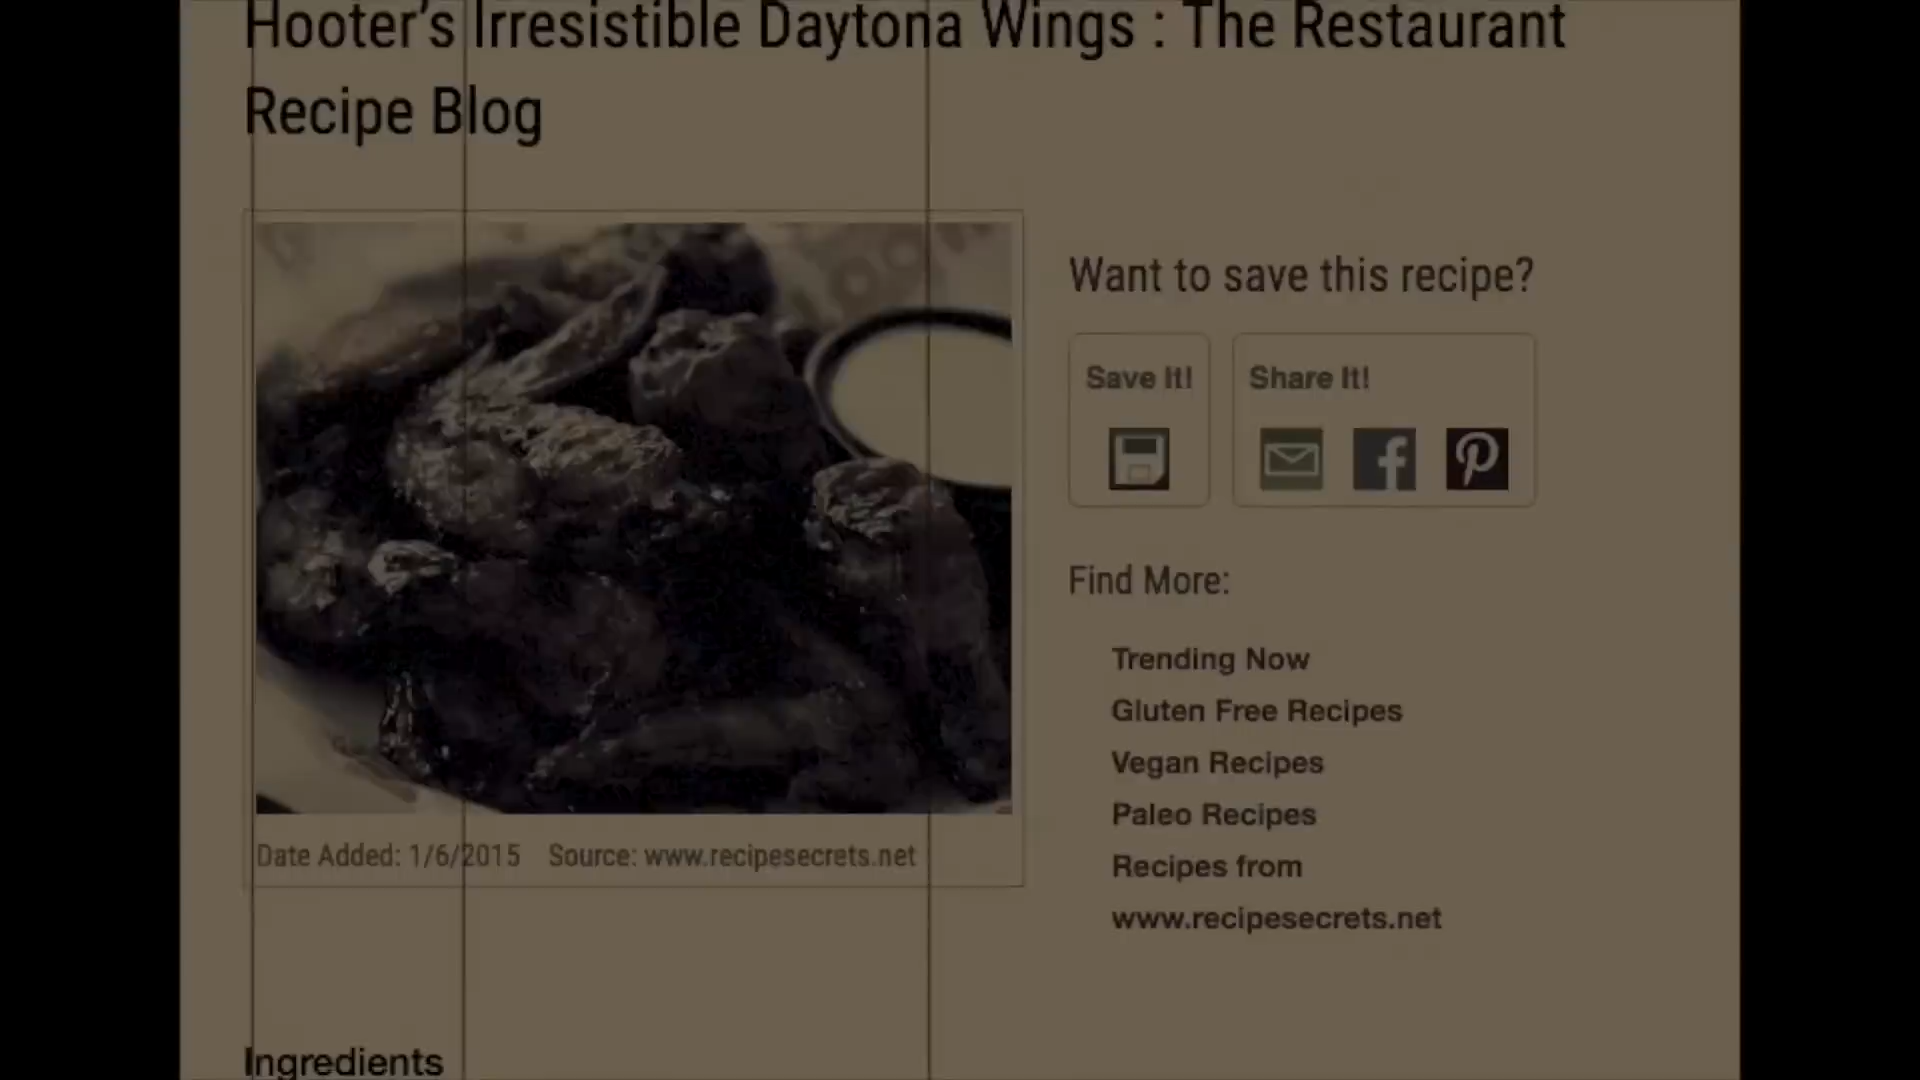 Hooter's Irresistible Daytona Wings : The Restaurant
Recipe Blog
Want to save this recipe?
Save It!
Share It!
Find More:
Trending Now
Gluten Free Recipes
Vegan Recipes
Paleo Recipes
Recipes from
www.recipesecrets.net
Date Added: 1/6/2015 Source: www.recipesecrets.net
Ingredients